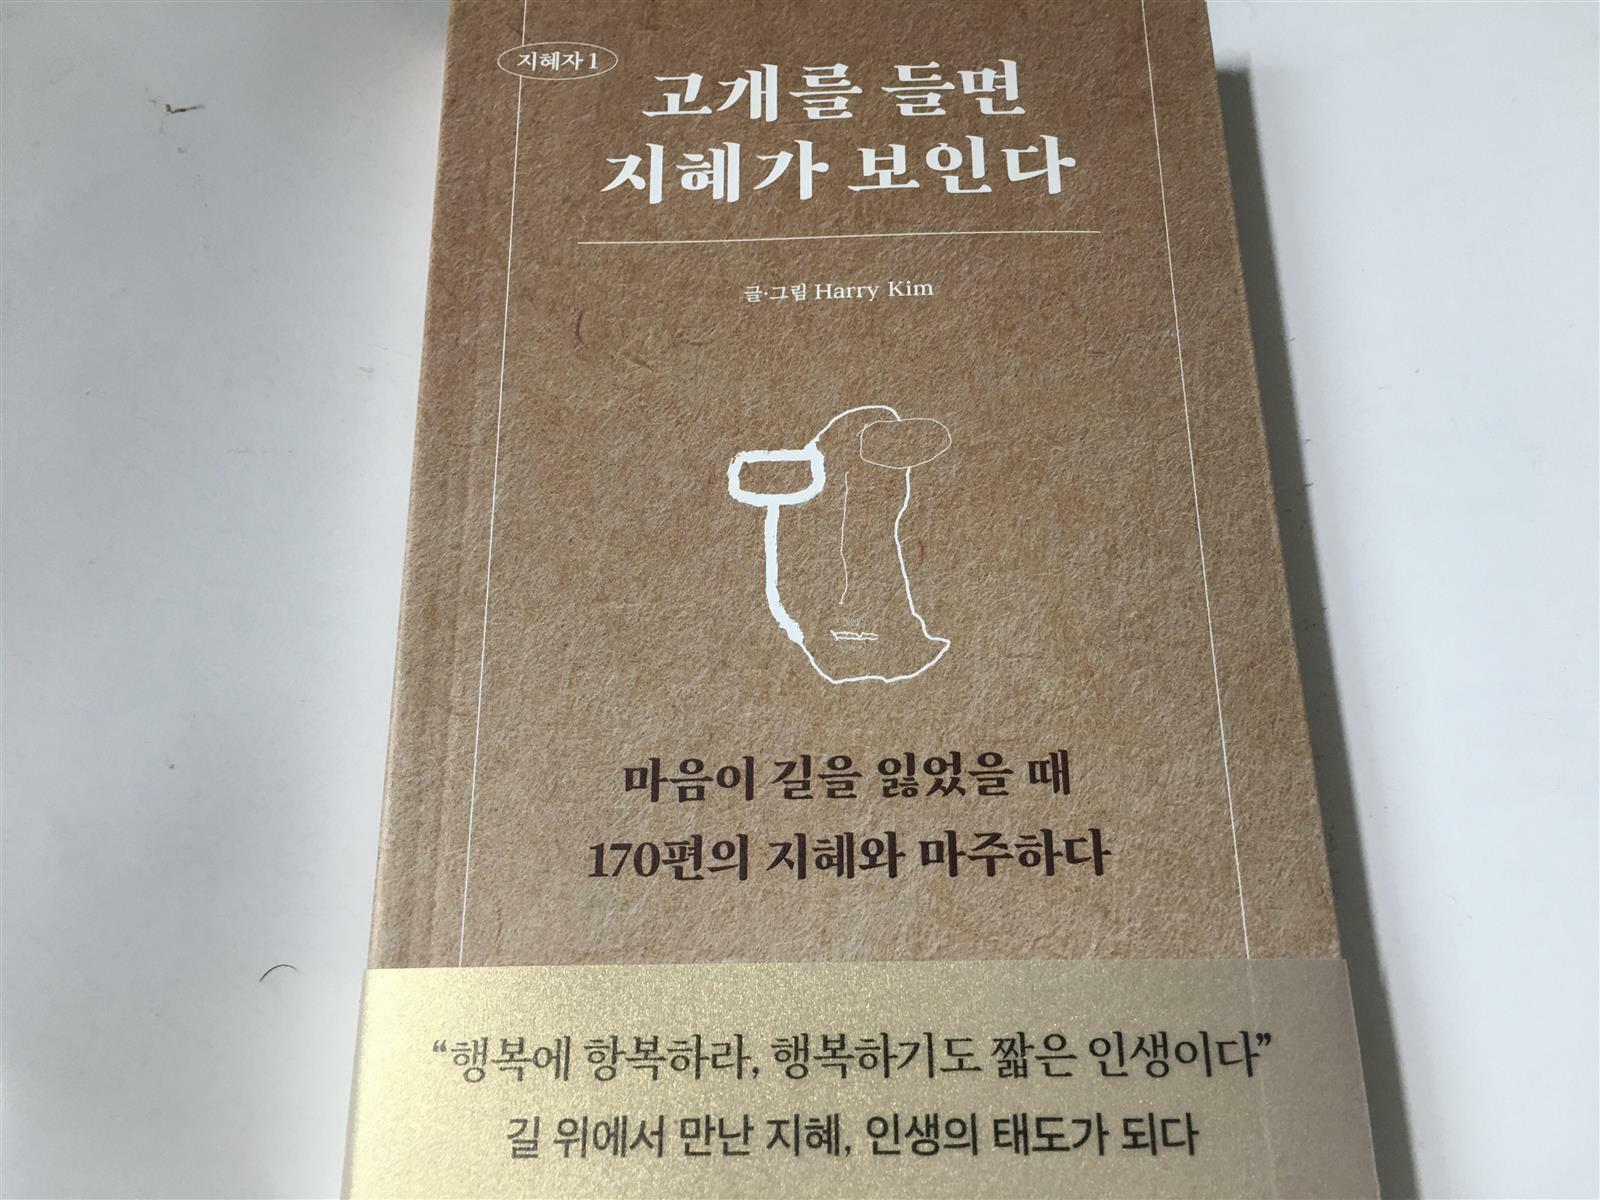 지혜자 1
고개를 들면
지혜가 보인다
글·그림 Harry Kim
마음이 길을 잃었을 때
170편의 지혜와 마주하다
“행복에 항복하라, 행복하기도 짧은 인생이다”
길 위에서 만난 지혜, 인생의 태도가 되다